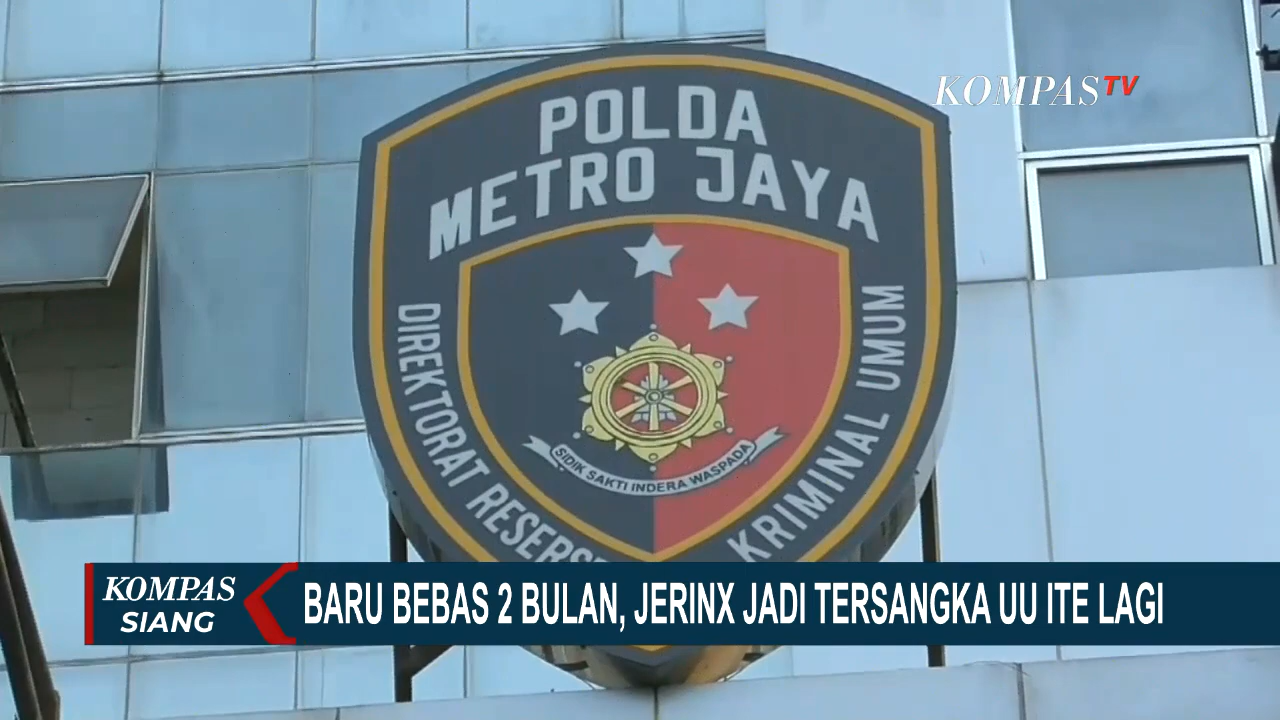 KOMPASTV
POLDA
METRO JAYA
DIREKTORAT RESERSE KRIMINAL UMUM
SIDIK SAKTI INDERA WASPADA
KOMPAS
SIANG
BARU BEBAS 2 BULAN, JERINX JADI TERSANGKA UU ITE LAGI